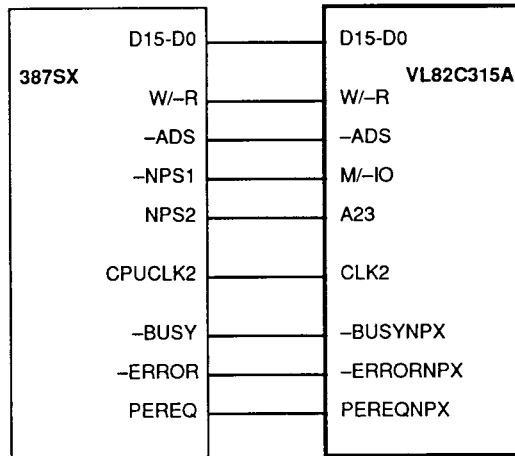 D15-D0 D15-D0
387SX VL82C315A
W/–R W/–R
–ADS –ADS
–NPS1 M/–IO
NPS2 A23
CPUCLK2 CLK2
–BUSY –BUSYNPX
–ERROR –ERRORNPX
PEREQ PEREQNPX